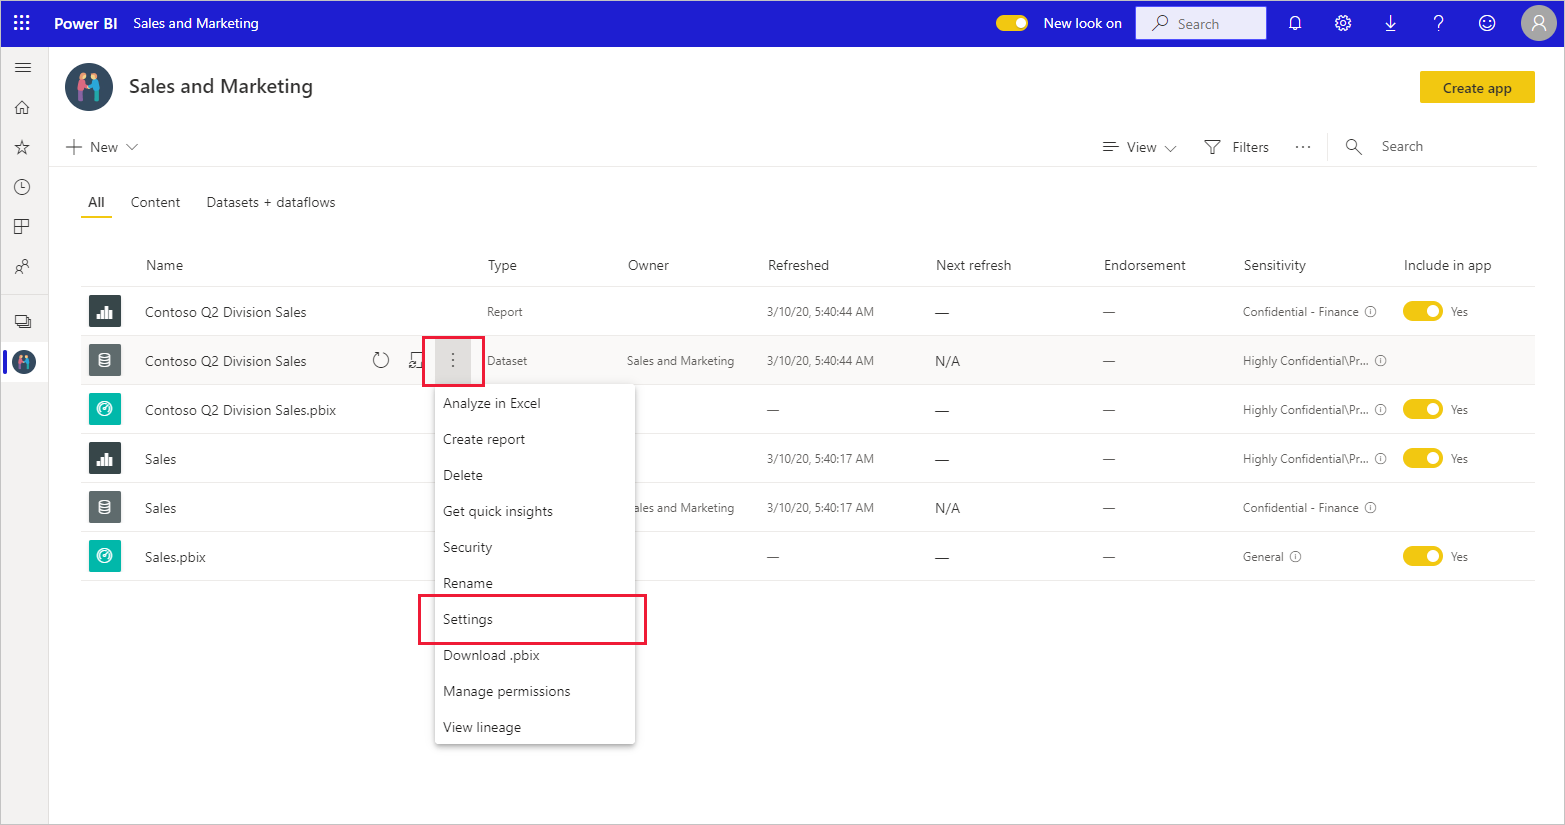 Power BI Sales and Marketing New look on Search
Sales and Marketing Create app
New View Filters Search
All Content Datasets + dataflows
Name Type Owner Refreshed Next refresh Endorsement Sensitivity Include in app
Contoso Q2 Division Sales Report 3/10/20, 5:40:44 AM — — Confidential - Finance Yes
Contoso Q2 Division Sales Dataset Sales and Marketing 3/10/20, 5:40:44 AM N/A — Highly Confidential\Pr...
Contoso Q2 Division Sales.pbix — — — Highly Confidential\Pr... Yes
Sales 3/10/20, 5:40:17 AM — — Highly Confidential\Pr... Yes
Sales ales and Marketing 3/10/20, 5:40:17 AM N/A — Confidential - Finance
Sales.pbix — — — General Yes
Analyze in Excel
Create report
Delete
Get quick insights
Security
Rename
Settings
Download .pbix
Manage permissions
View lineage